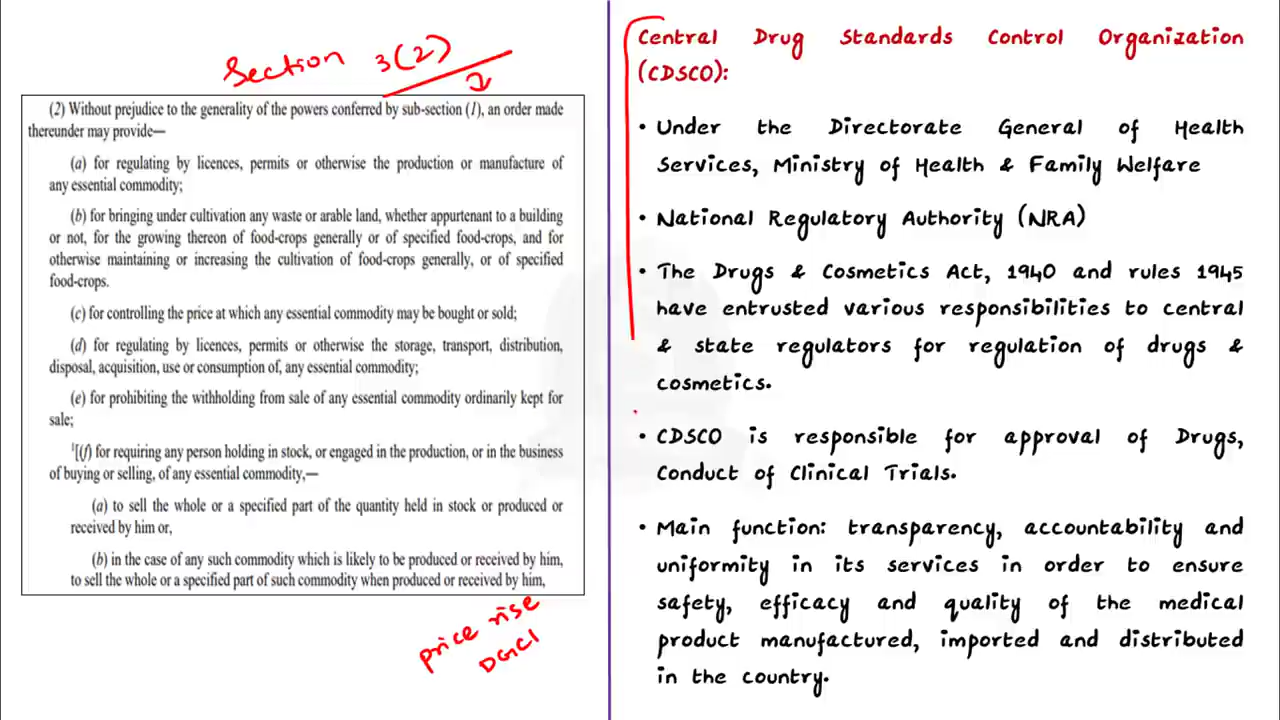 Section 3(2)
(2) Without prejudice to the generality of the powers conferred by sub-section (1), an order made
thereunder may provide—
(a) for regulating by licences, permits or otherwise the production or manufacture of
any essential commodity;
(b) for bringing under cultivation any waste or arable land, whether appurtenant to a building
or not, for the growing thereon of food-crops generally or of specified food-crops, and for
otherwise maintaining or increasing the cultivation of food-crops generally, or of specified
food-crops.
(c) for controlling the price at which any essential commodity may be bought or sold;
(d) for regulating by licences, permits or otherwise the storage, transport, distribution,
disposal, acquisition, use or consumption of, any essential commodity;
(e) for prohibiting the withholding from sale of any essential commodity ordinarily kept for
sale;
¹[(f) for requiring any person holding in stock, or engaged in the production, or in the business
of buying or selling, of any essential commodity,—
(a) to sell the whole or a specified part of the quantity held in stock or produced or
received by him or,
(b) in the case of any such commodity which is likely to be produced or received by him,
to sell the whole or a specified part of such commodity when produced or received by him,
price rise
Central Drug Standards Control Organization
(CDSCO):
• Under the Directorate General of Health
Services, Ministry of Health & Family Welfare
• National Regulatory Authority (NRA)
• The Drugs & Cosmetics Act, 1940 and rules 1945
have entrusted various responsibilities to central
& state regulators for regulation of drugs &
cosmetics.
• CDSCO is responsible for approval of Drugs,
Conduct of Clinical Trials.
• Main function: transparency, accountability and
uniformity in its services in order to ensure
safety, efficacy and quality of the medical
product manufactured, imported and distributed
in the country.